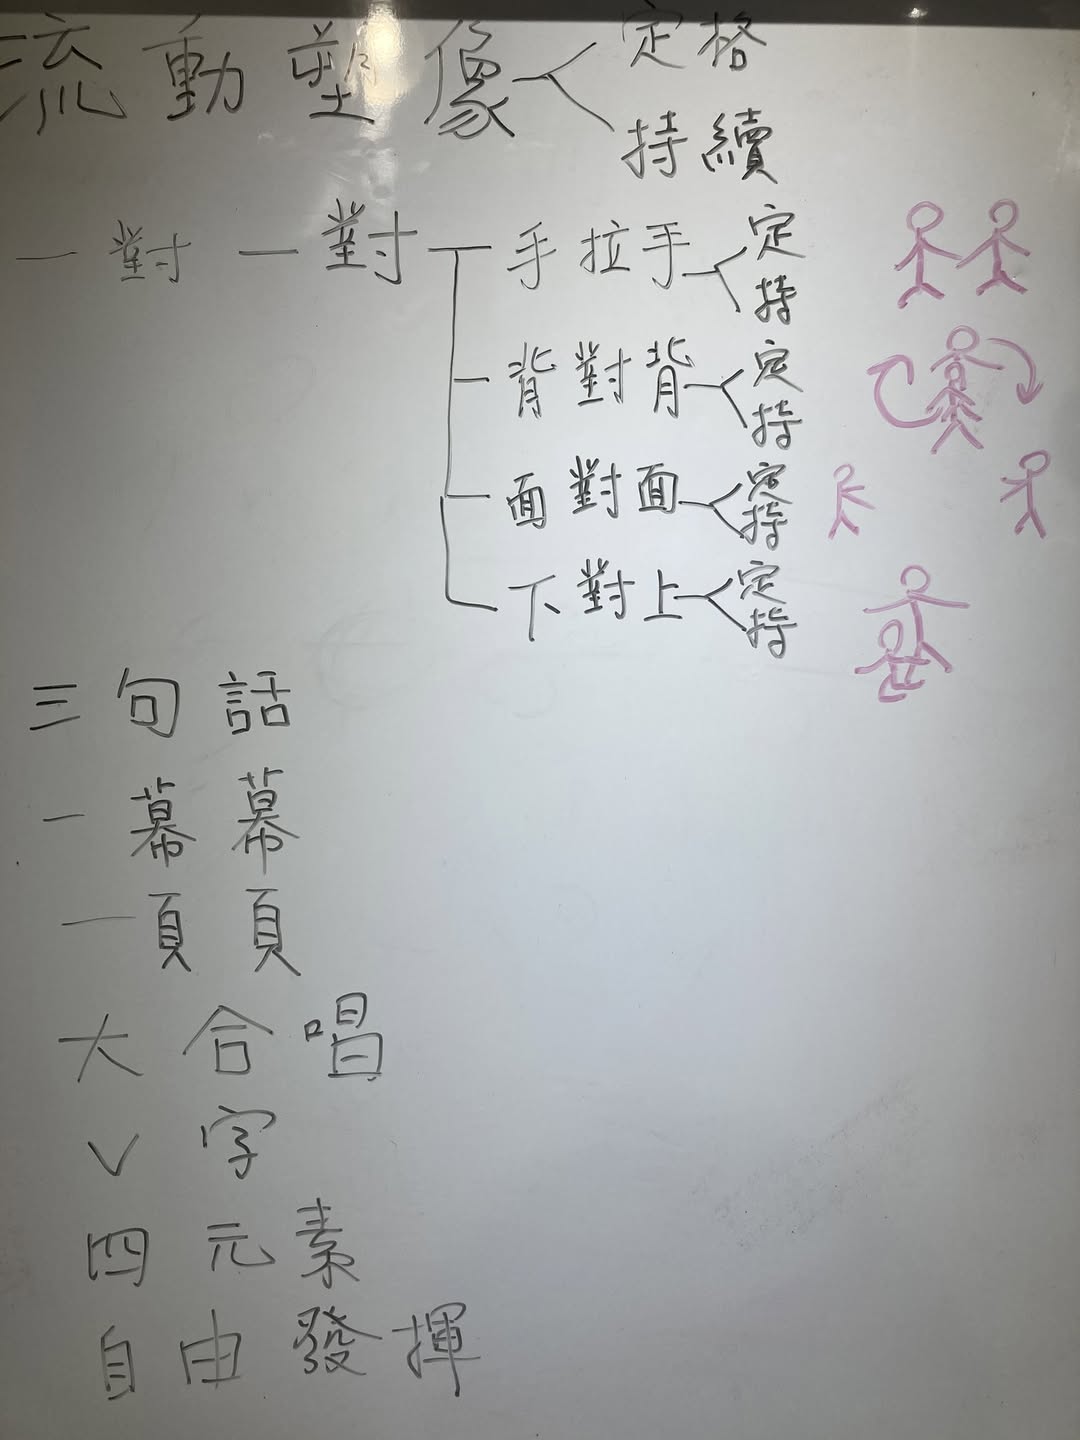 流動塑像 定格
持續
一對一對 手拉手 定
持
背對背 定
持
面對面 定
持
下對上 定
持
三句話
一幕幕
一頁頁
大合唱
V字
四元素
自由發揮